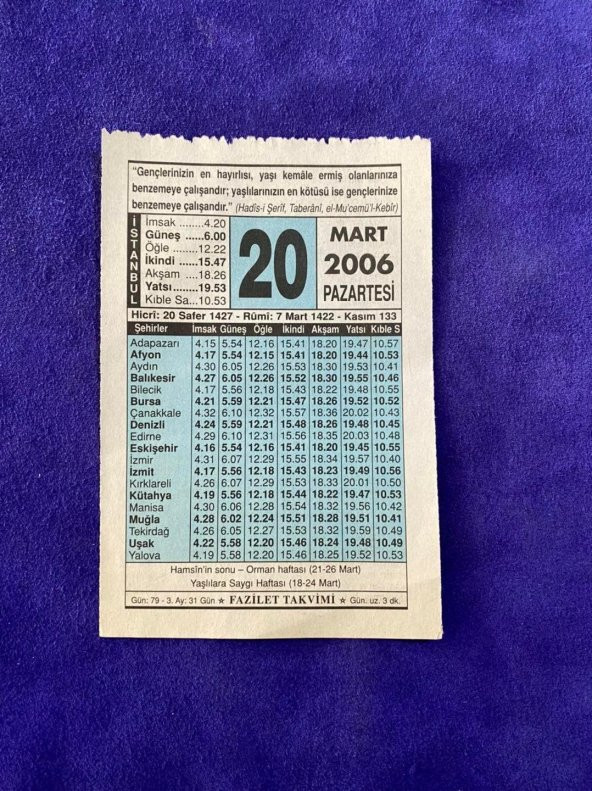 “Gençlerinizin en hayırlısı, yaşı kemâle ermiş olanlarınıza
benzemeye çalışandır; yaşlılarınızın en kötüsü ise gençlerinize
benzemeye çalışandır.” (Hadîs-i Şerîf, Taberânî, el-Mu'cemü'l-Kebîr)
İSTANBUL
İmsak ........4.20
Güneş ......6.00
Öğle .......12.22
İkindi .....15.47
Akşam ....18.26
Yatsı.......19.53
Kıble Sa...10.53
20
MART
2006
PAZARTESİ
Hicrî: 20 Safer 1427 - Rûmî: 7 Mart 1422 - Kasım 133
Şehirler İmsak Güneş Öğle İkindi Akşam Yatsı Kıble S
Adapazarı 4.15 5.54 12.16 15.41 18.20 19.47 10.57
Afyon 4.17 5.54 12.15 15.41 18.20 19.44 10.53
Aydın 4.30 6.05 12.26 15.53 18.30 19.53 10.41
Balıkesir 4.27 6.05 12.26 15.52 18.30 19.55 10.46
Bilecik 4.17 5.56 12.18 15.43 18.22 19.48 10.55
Bursa 4.21 5.59 12.21 15.47 18.26 19.52 10.52
Çanakkale 4.32 6.10 12.32 15.57 18.36 20.02 10.43
Denizli 4.24 5.59 12.21 15.48 18.26 19.48 10.45
Edirne 4.29 6.10 12.31 15.56 18.35 20.03 10.48
Eskişehir 4.16 5.54 12.16 15.41 18.20 19.45 10.55
İzmir 4.31 6.07 12.29 15.55 18.34 19.57 10.40
İzmit 4.17 5.56 12.18 15.43 18.23 19.49 10.56
Kırklareli 4.26 6.07 12.29 15.53 18.33 20.01 10.50
Kütahya 4.19 5.56 12.18 15.44 18.22 19.47 10.53
Manisa 4.30 6.06 12.28 15.54 18.32 19.56 10.42
Muğla 4.28 6.02 12.24 15.51 18.28 19.51 10.41
Tekirdağ 4.26 6.05 12.27 15.53 18.32 19.59 10.49
Uşak 4.22 5.58 12.20 15.46 18.24 19.48 10.49
Yalova 4.19 5.58 12.20 15.46 18.25 19.52 10.53
Hamsîn'in sonu – Orman haftası (21-26 Mart)
Yaşlılara Saygı Haftası (18-24 Mart)
Gün: 79 - 3. Ay: 31 Gün ★ FAZİLET TAKVİMİ ★ Gün. uz. 3 dk.